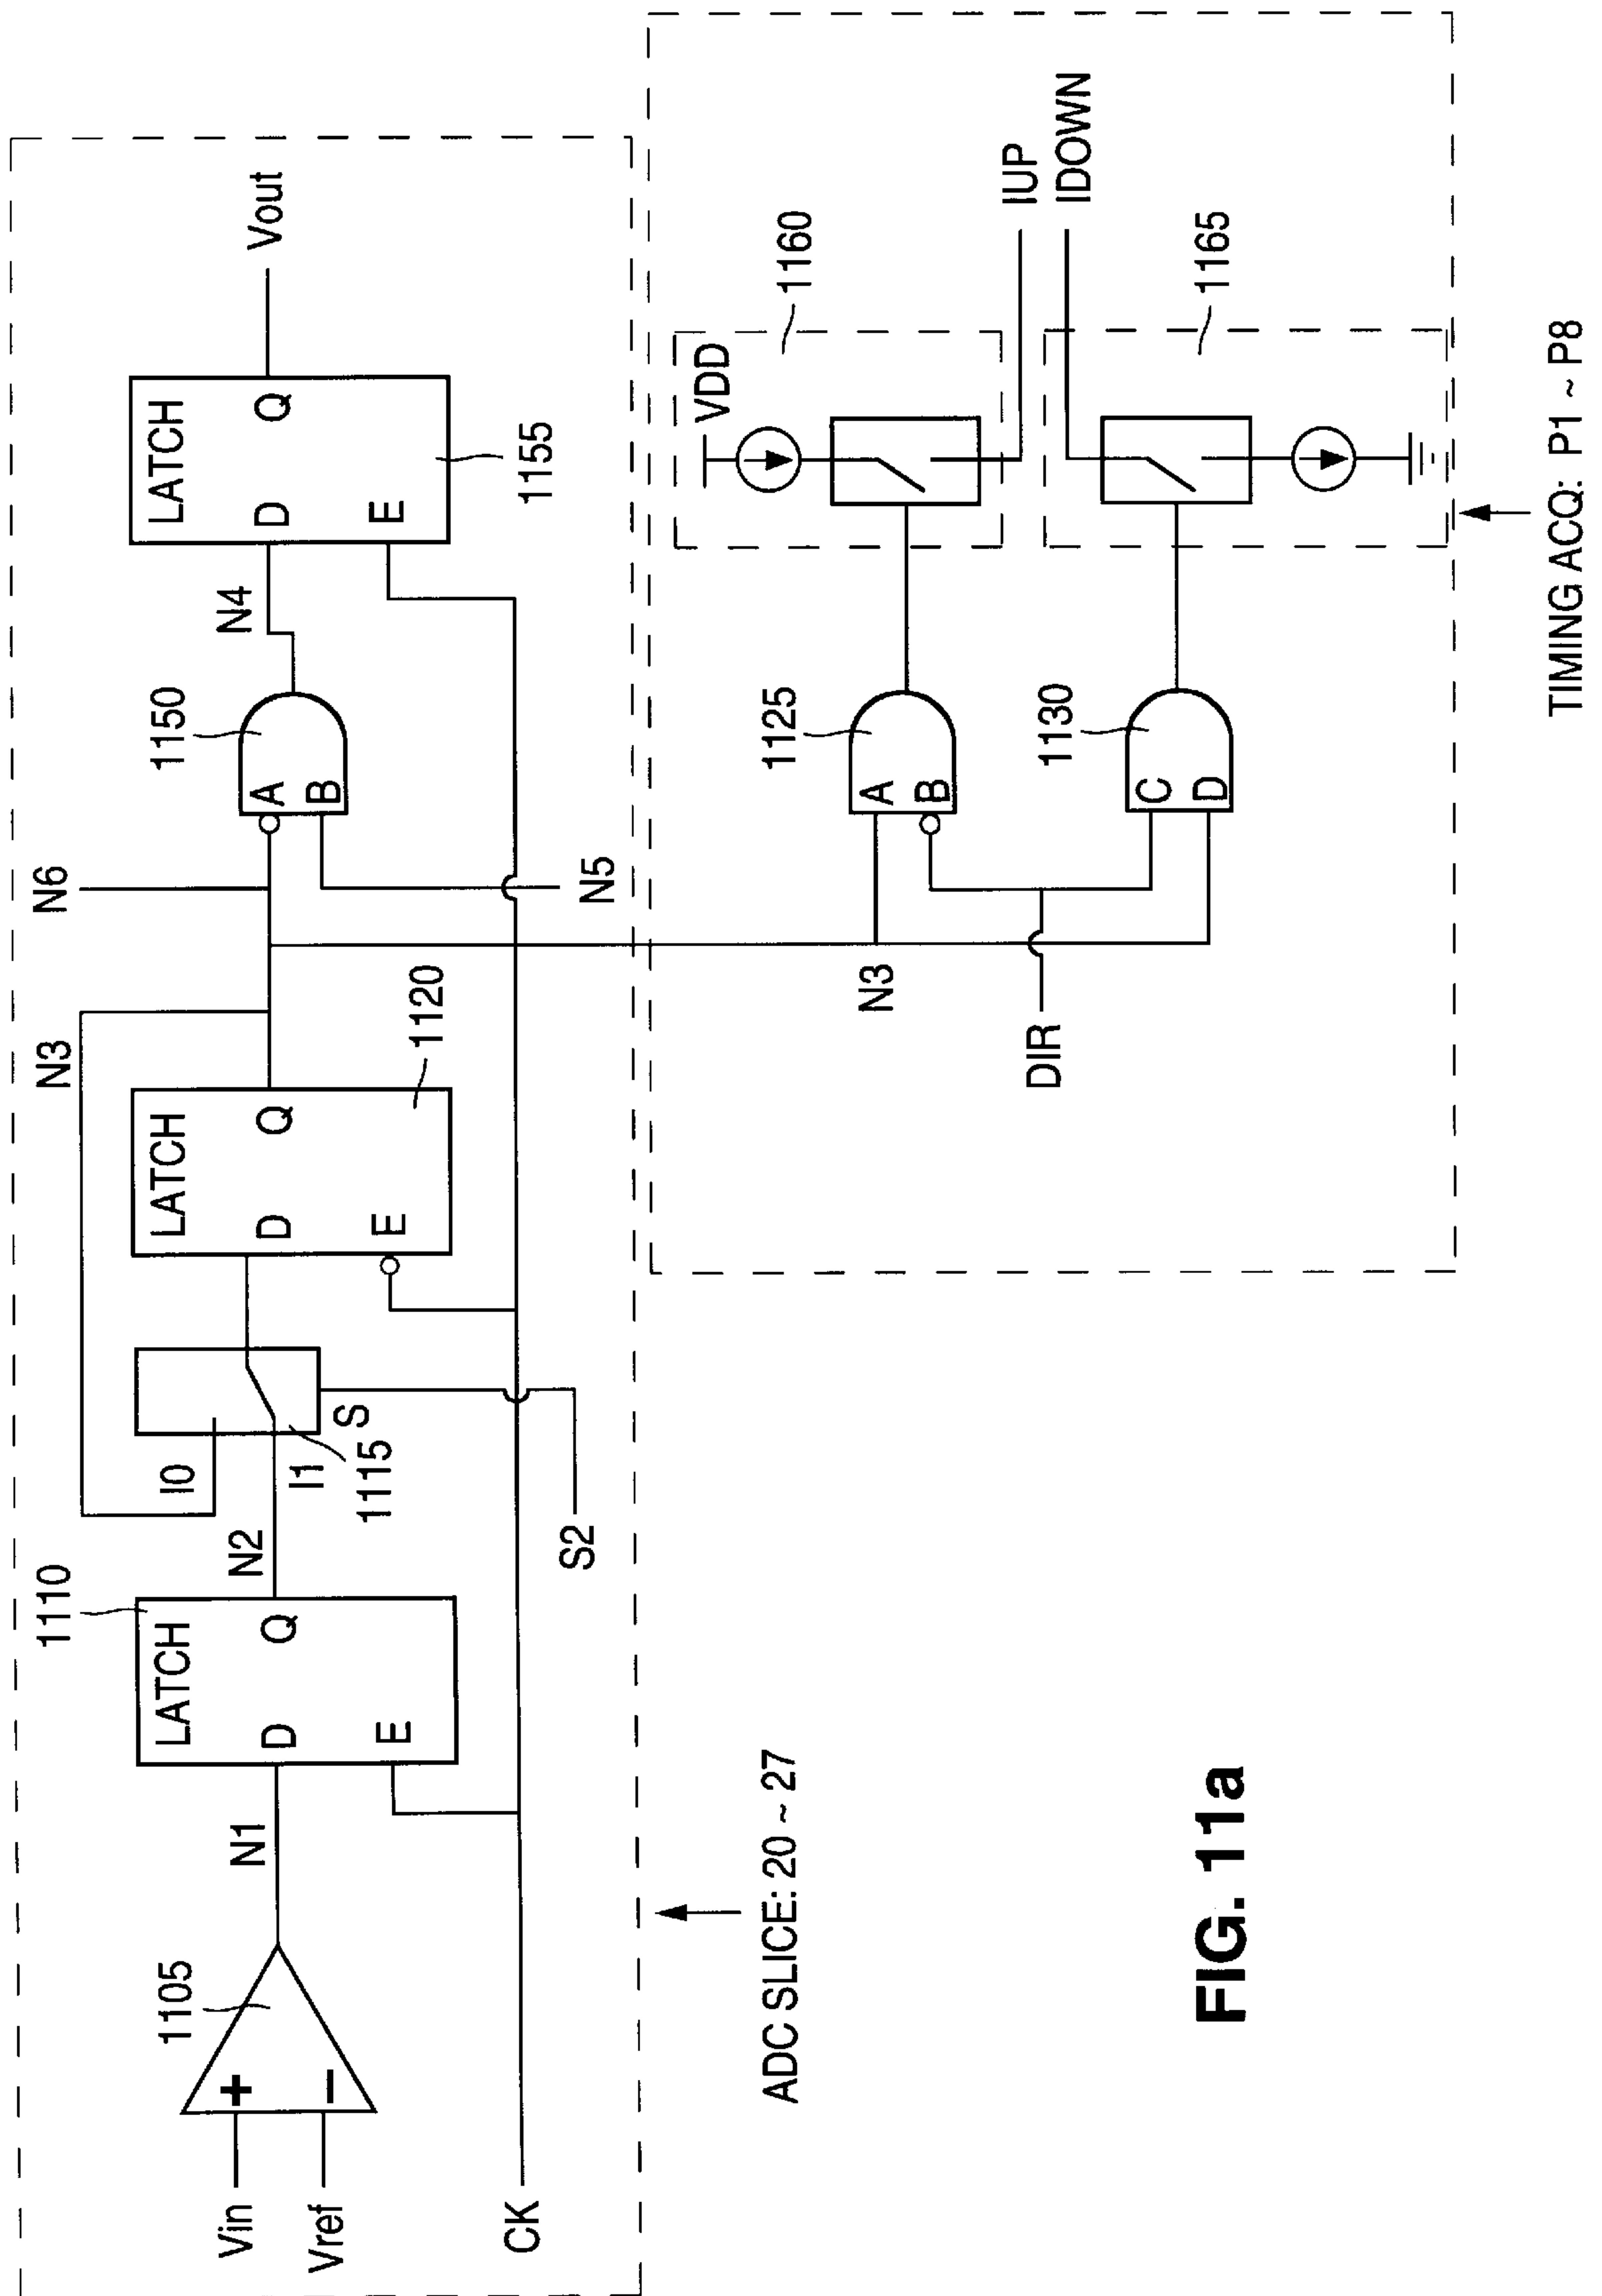 N3
N6
1105
1110
1150
Vin
+
Vref
−
N1
LATCH
D
Q
E
N2
I0
I1
S
1115
LATCH
D
Q
E
1120
A
B
N4
LATCH
D
Q
E
1155
Vout
CK
S2
N5
ADC SLICE: 20 ~ 27
VDD
1160
1125
A
B
N3
DIR
1130
C
D
IUP
IDOWN
1165
TIMING ACQ: P1 ~ P8
FIG. 11a